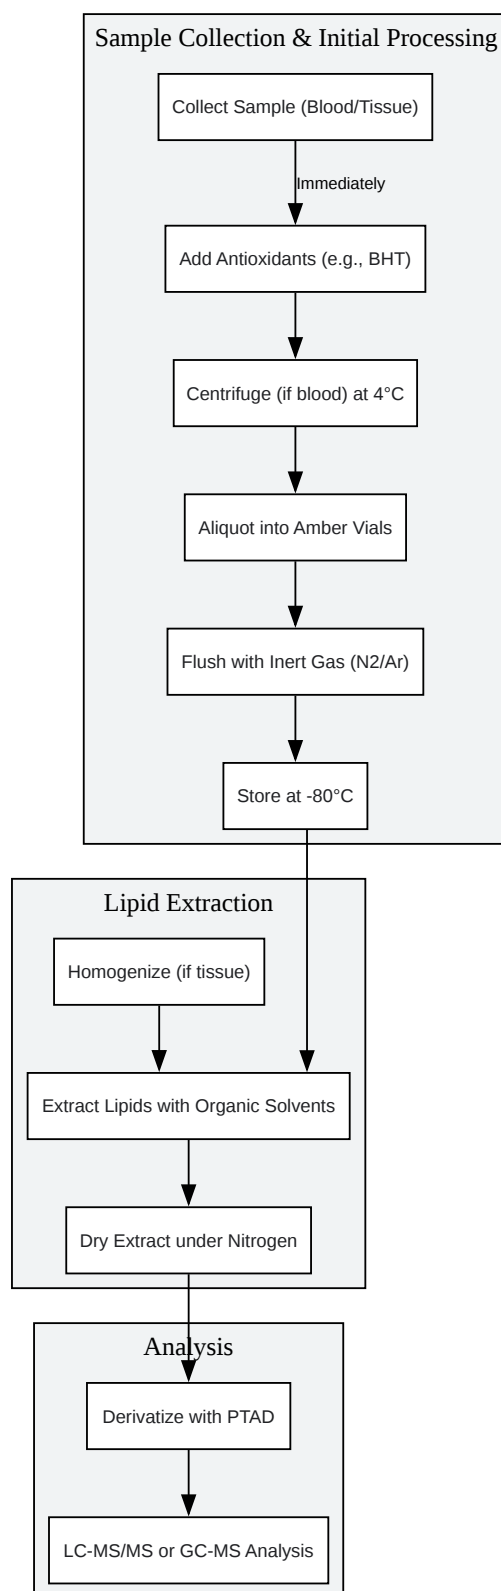 Sample Collection & Initial Processing
Collect Sample (Blood/Tissue)
Immediately
Add Antioxidants (e.g., BHT)
Centrifuge (if blood) at 4°C
Aliquot into Amber Vials
Flush with Inert Gas (N2/Ar)
Store at -80°C
Lipid Extraction
Homogenize (if tissue)
Extract Lipids with Organic Solvents
Dry Extract under Nitrogen
Analysis
Derivatize with PTAD
LC-MS/MS or GC-MS Analysis